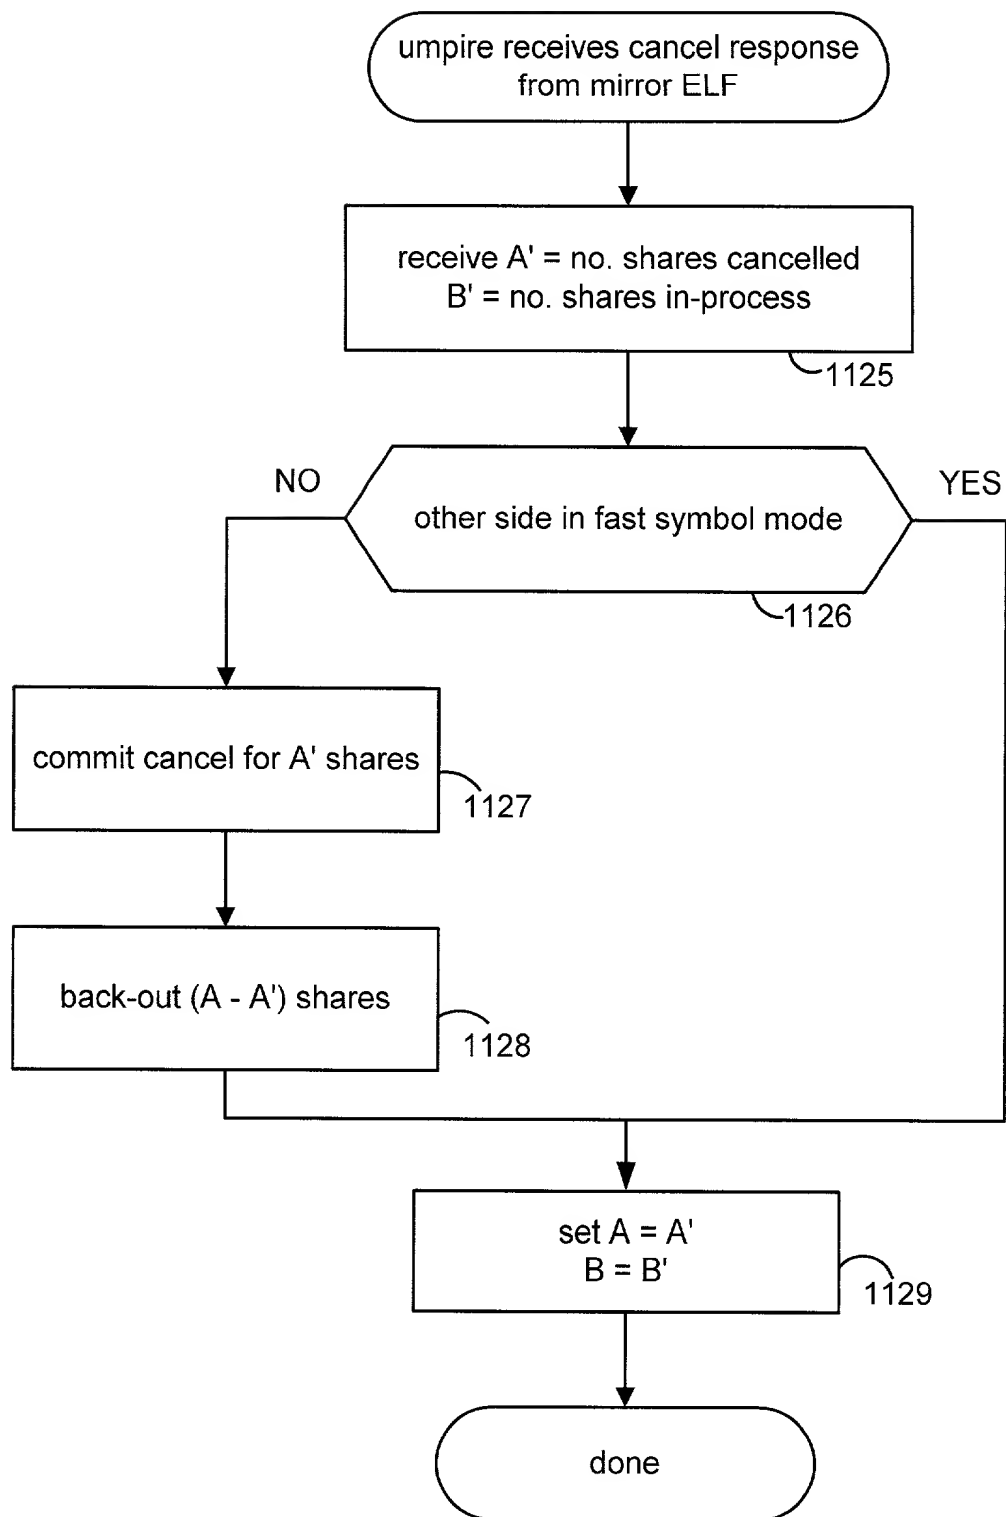 umpire receives cancel response
from mirror ELF
receive A' = no. shares cancelled
B' = no. shares in-process
1125
NO
YES
other side in fast symbol mode
1126
commit cancel for A' shares
1127
back-out (A - A') shares
1128
set A = A'
B = B'
1129
done